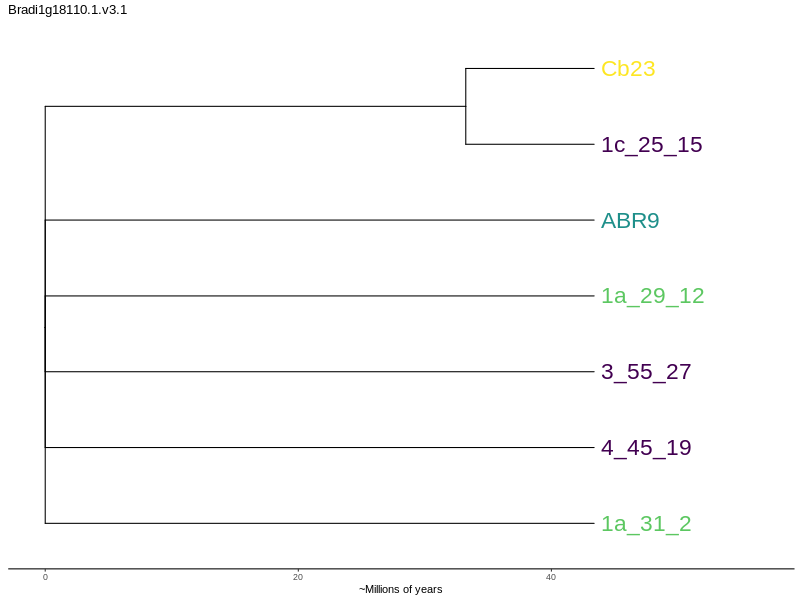 Bradi1g18110.1.v3.1
Cb23
1c_25_15
ABR9
1a_29_12
3_55_27
4_45_19
1a_31_2
0 20 40
~Millions of years